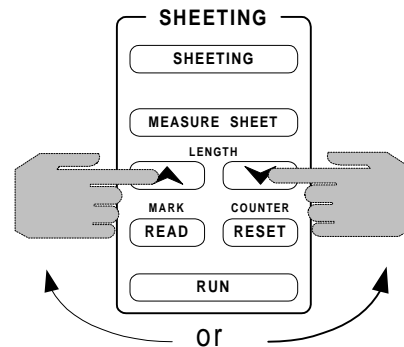 SHEETING
SHEETING
MEASURE SHEET
LENGTH
MARK COUNTER
READ RESET
RUN
or